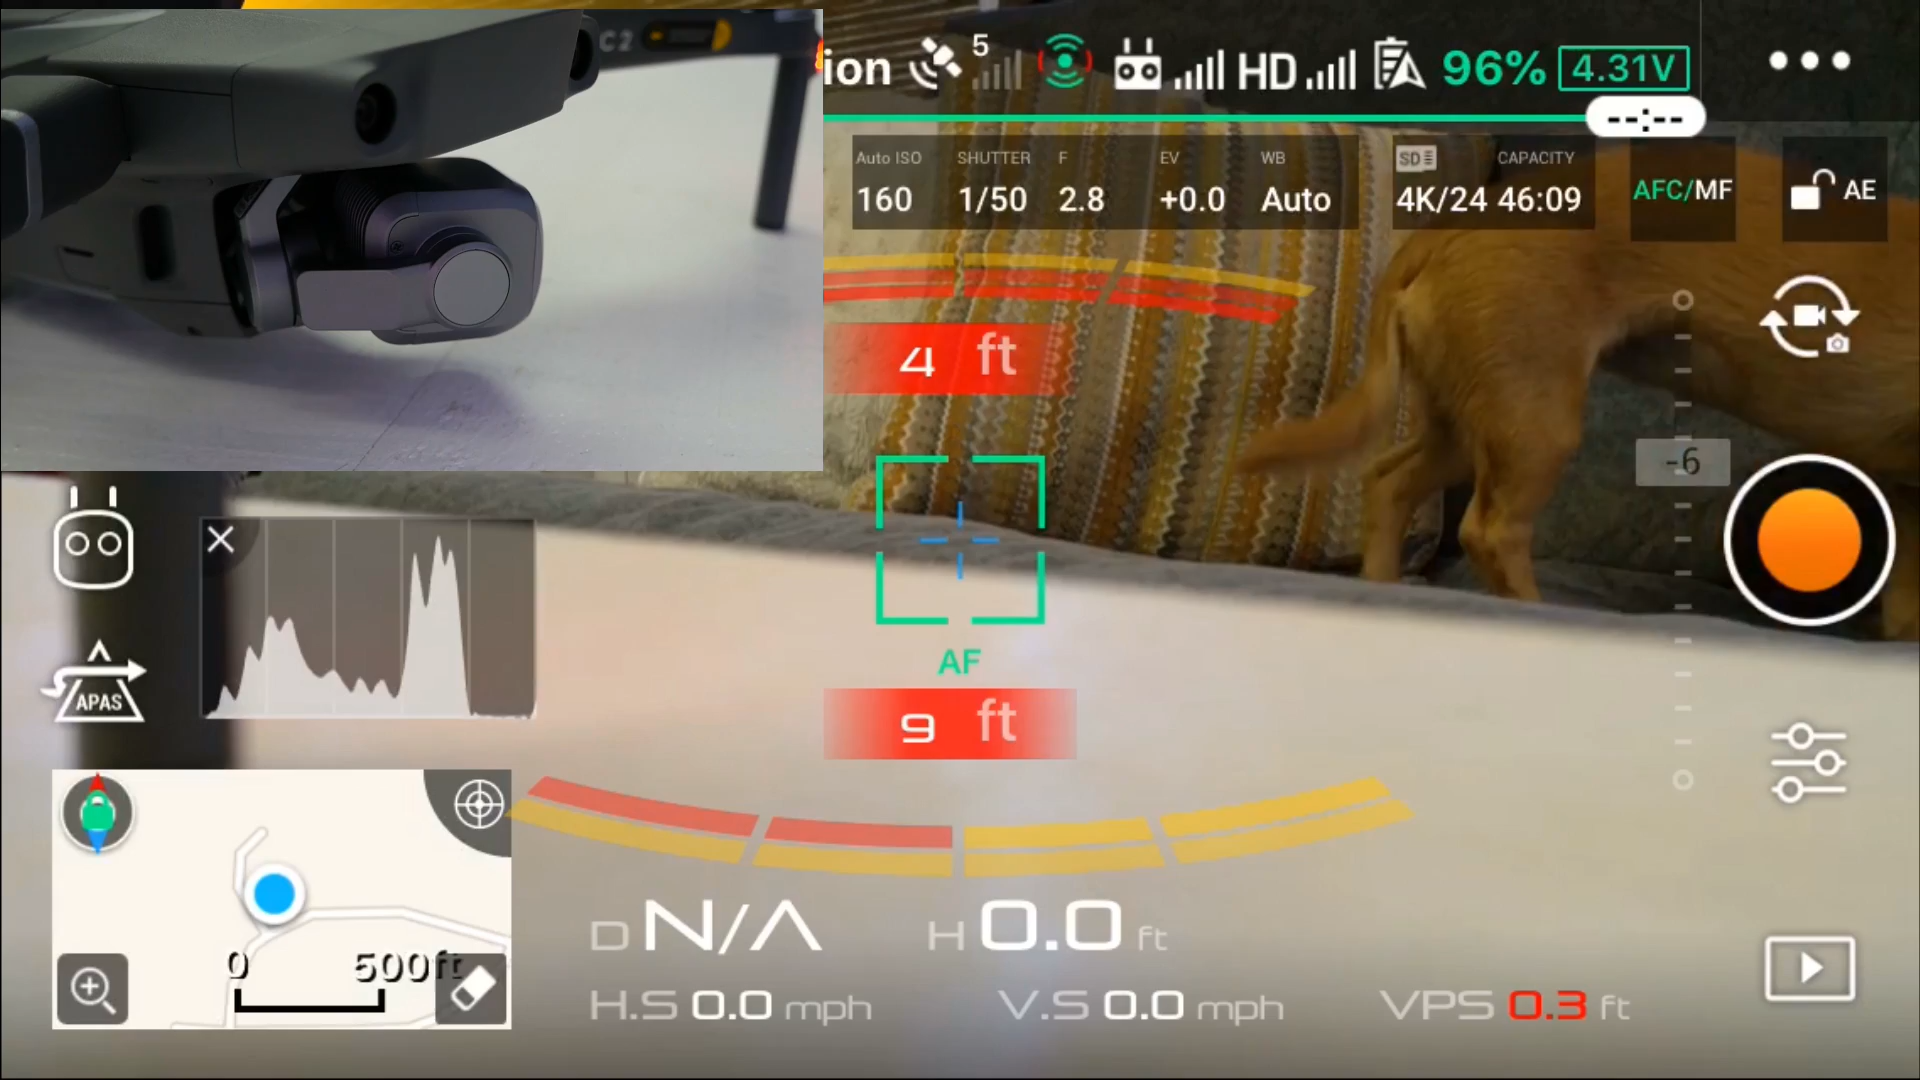 C2
ion 5 HD 96% 4.31V
--:--
Auto ISO SHUTTER F EV WB SD CAPACITY
160 1/50 2.8 +0.0 Auto 4K/24 46:09 AFC/MF AE
4 ft
-6
AF
APAS
9 ft
0 500ft
D N/A H 0.0 ft
H.S 0.0 mph V.S 0.0 mph VPS 0.3 ft